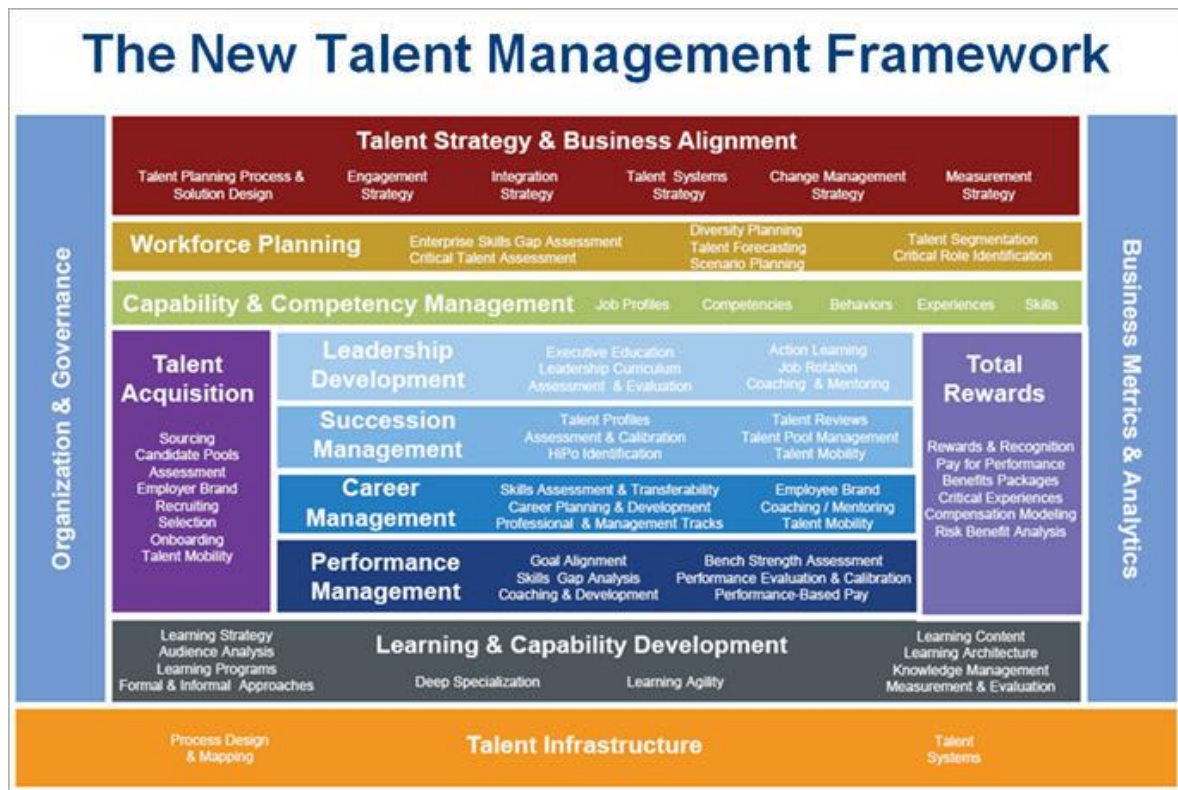 The New Talent Management Framework
Organization & Governance
Talent Strategy & Business Alignment
Talent Planning Process &
Solution Design
Engagement
Strategy
Integration
Strategy
Talent Systems
Strategy
Change Management
Strategy
Measurement
Strategy
Workforce Planning
Enterprise Skills Gap Assessment
Critical Talent Assessment
Diversity Planning
Talent Forecasting
Scenario Planning
Talent Segmentation
Critical Role Identification
Capability & Competency Management
Job Profiles
Competencies
Behaviors
Experiences
Skills
Talent
Acquisition
Sourcing
Candidate Pools
Assessment
Employer Brand
Recruiting
Selection
Onboarding
Talent Mobility
Leadership
Development
Executive Education
Leadership Curriculum
Assessment & Evaluation
Action Learning
Job Rotation
Coaching & Mentoring
Succession
Management
Talent Profiles
Assessment & Calibration
HiPo Identification
Talent Reviews
Talent Pool Management
Talent Mobility
Career
Management
Skills Assessment & Transferability
Career Planning & Development
Professional & Management Tracks
Employee Brand
Coaching / Mentoring
Talent Mobility
Performance
Management
Goal Alignment
Skills Gap Analysis
Coaching & Development
Bench Strength Assessment
Performance Evaluation & Calibration
Performance-Based Pay
Total
Rewards
Rewards & Recognition
Pay for Performance
Benefits Packages
Critical Experiences
Compensation Modeling
Risk Benefit Analysis
Learning Strategy
Audience Analysis
Learning Programs
Formal & Informal Approaches
Learning & Capability Development
Deep Specialization
Learning Agility
Learning Content
Learning Architecture
Knowledge Management
Measurement & Evaluation
Business Metrics & Analytics
Process Design
& Mapping
Talent Infrastructure
Talent
Systems